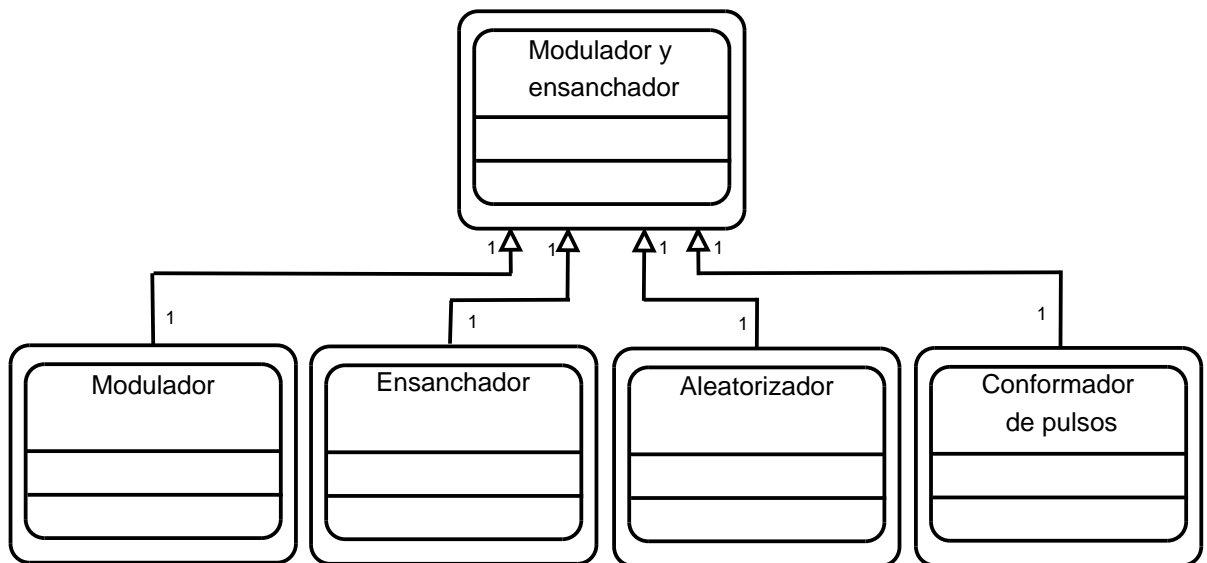 Modulador y
ensanchador
1
1
1
1
1
1
1
1
Modulador
Ensanchador
Aleatorizador
Conformador
de pulsos